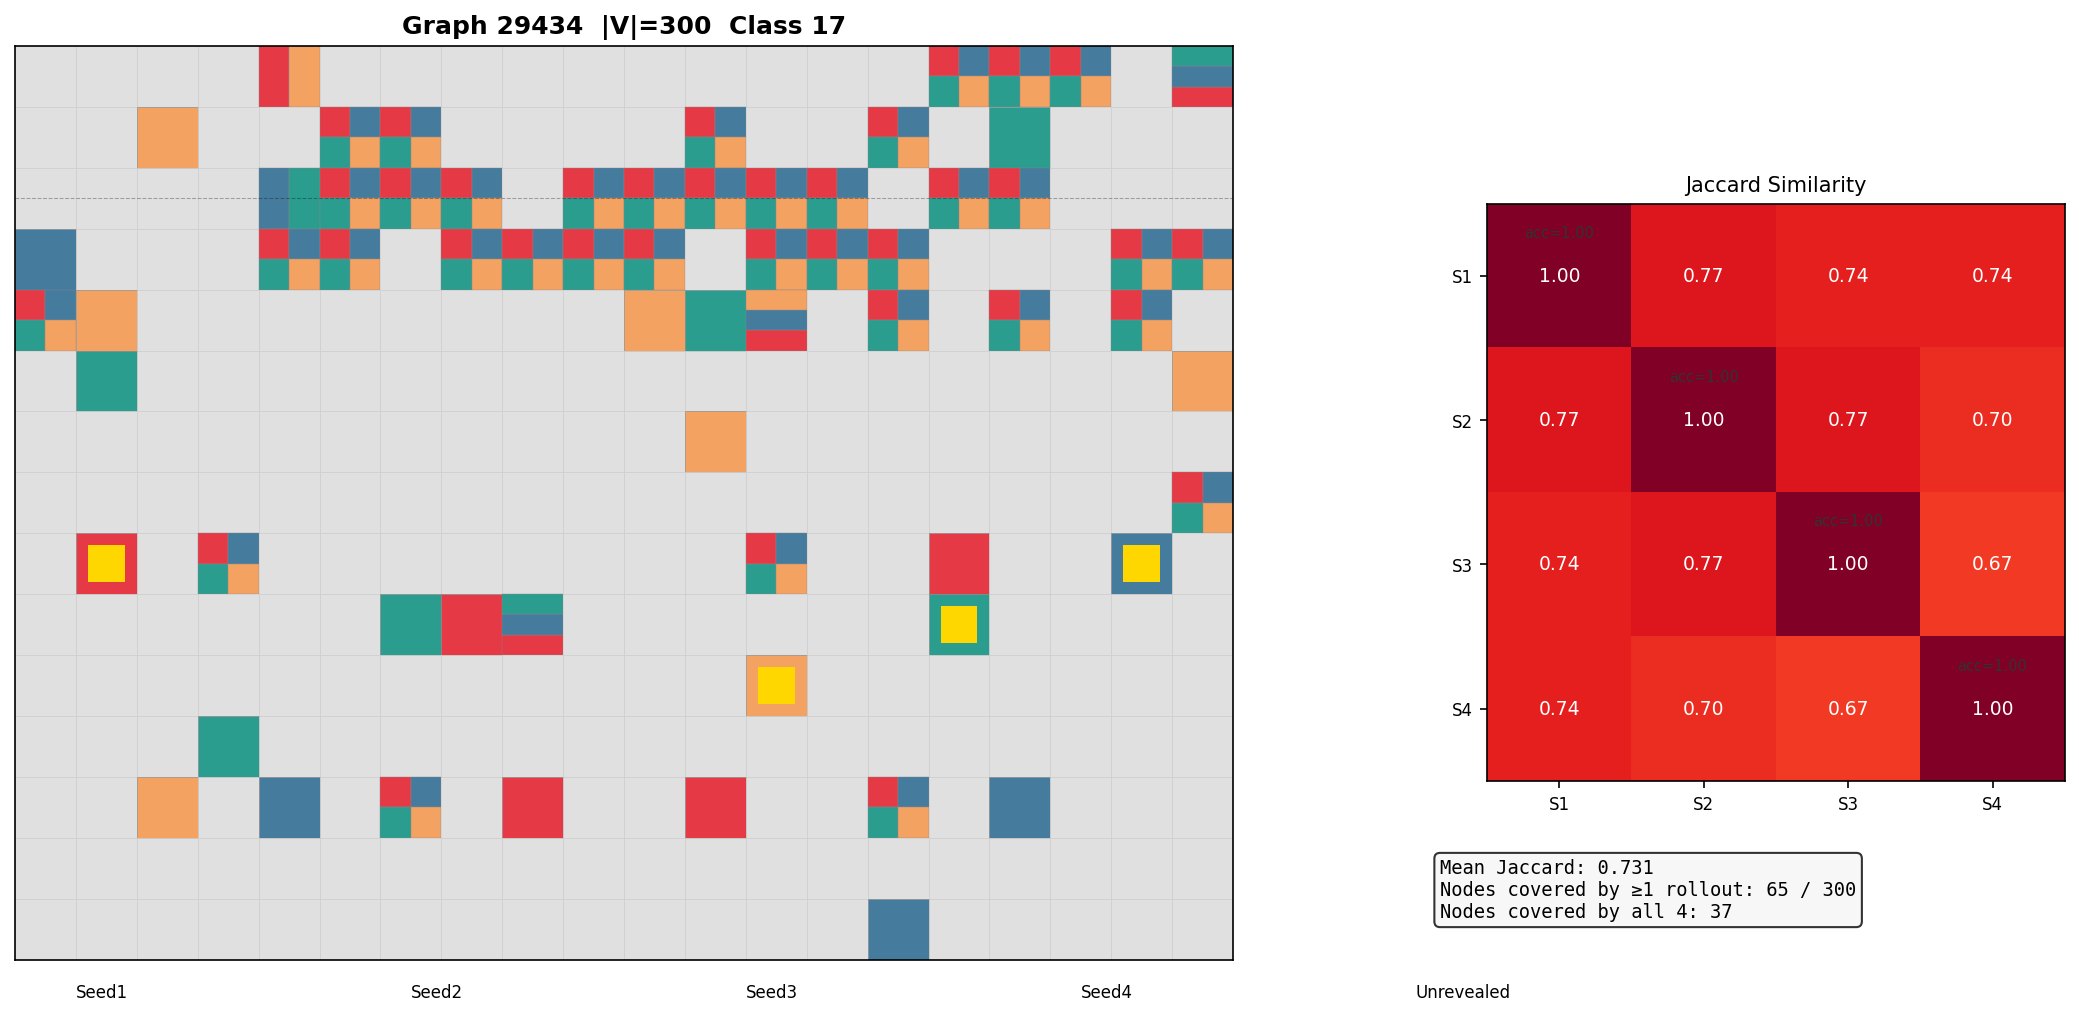 Graph 29434  |V|=300  Class 17
Jaccard Similarity
acc=1.00
S1 1.00 0.77 0.74 0.74
acc=1.00
S2 0.77 1.00 0.77 0.70
acc=1.00
S3 0.74 0.77 1.00 0.67
acc=1.00
S4 0.74 0.70 0.67 1.00
S1 S2 S3 S4
Mean Jaccard: 0.731
Nodes covered by ≥1 rollout: 65 / 300
Nodes covered by all 4: 37
Seed1 Seed2 Seed3 Seed4 Unrevealed